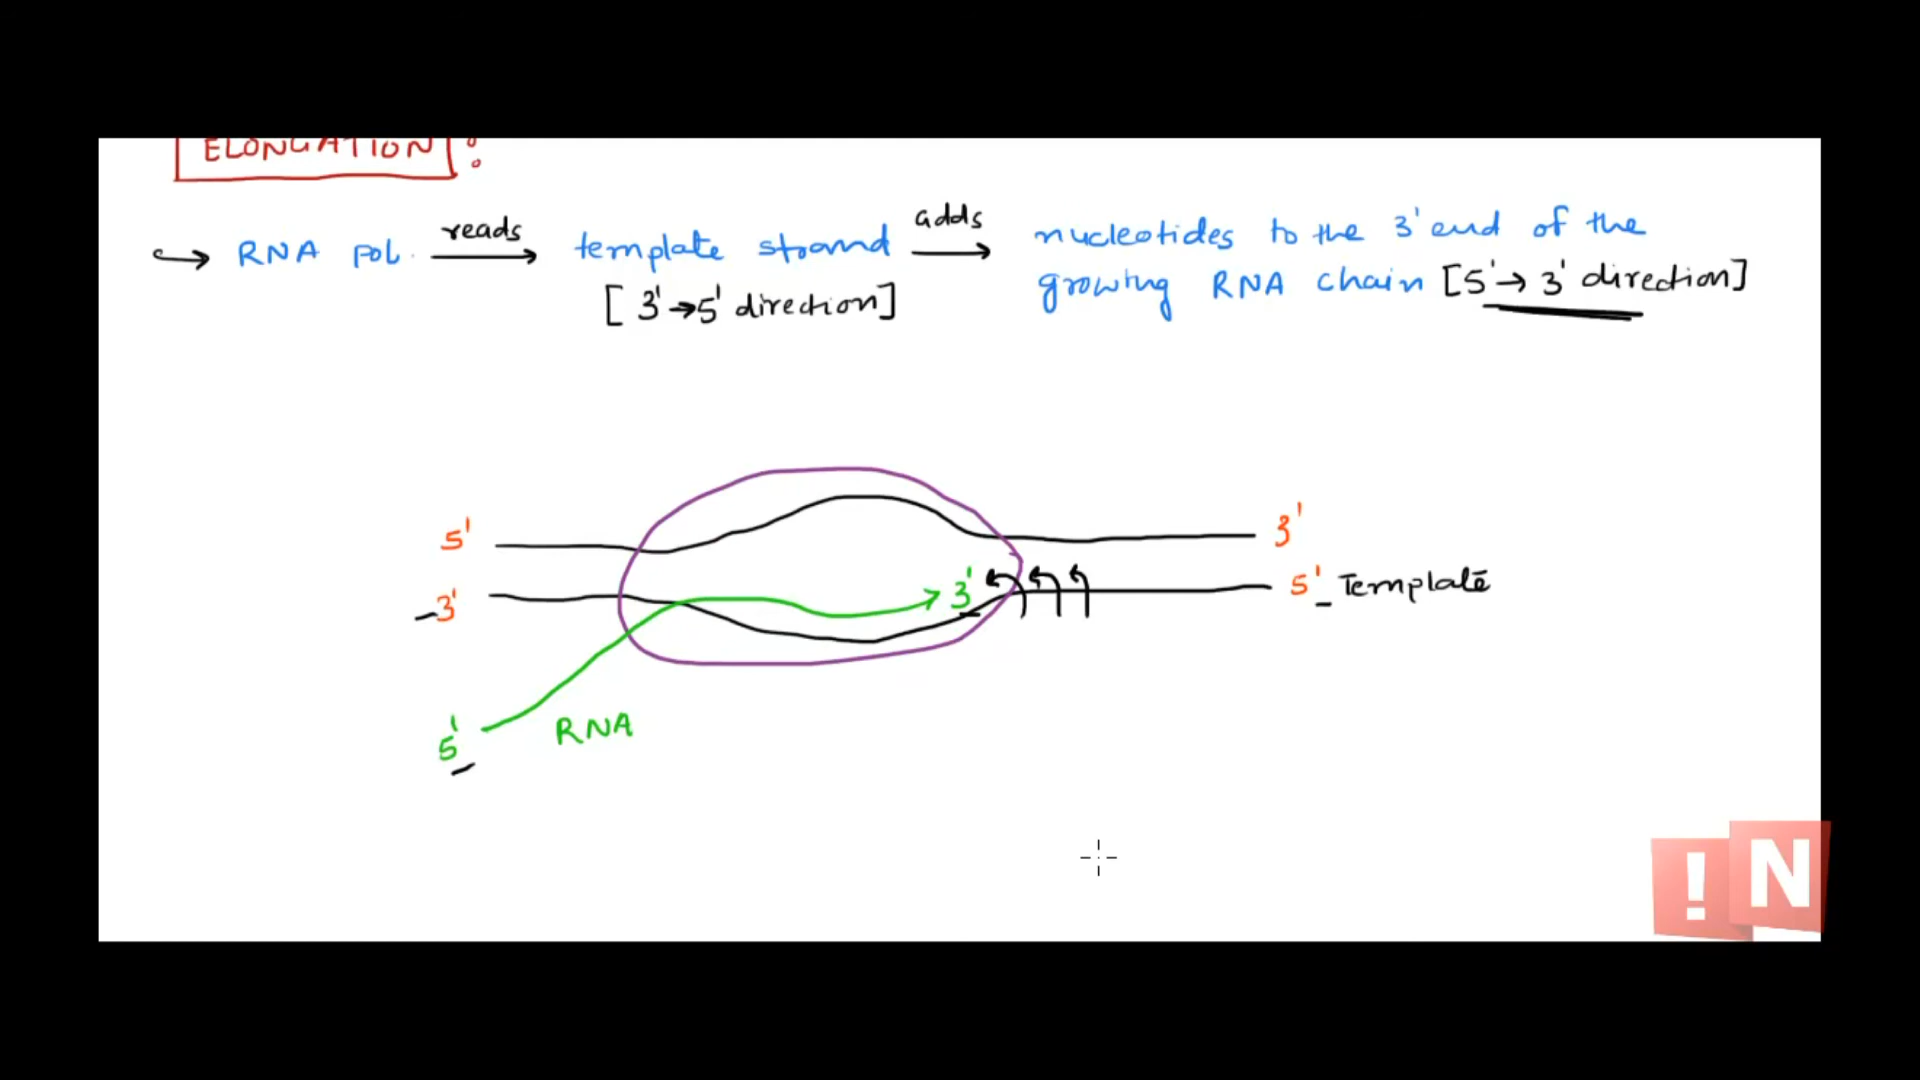 ELONGATION :
↪ RNA pol. reads → template strand adds → nucleotides to the 3' end of the
[3'→5' direction] growing RNA chain [5'→3' direction]
5' 3'
3' 3' 5' Template
5' RNA
!N